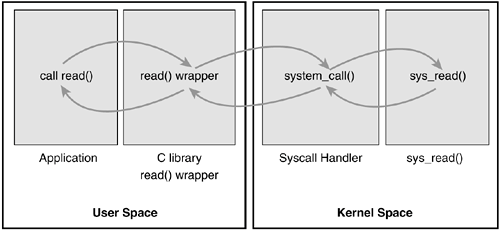 call read()
read() wrapper
system_call()
sys_read()
Application
C library
read() wrapper
Syscall Handler
sys_read()
User Space
Kernel Space